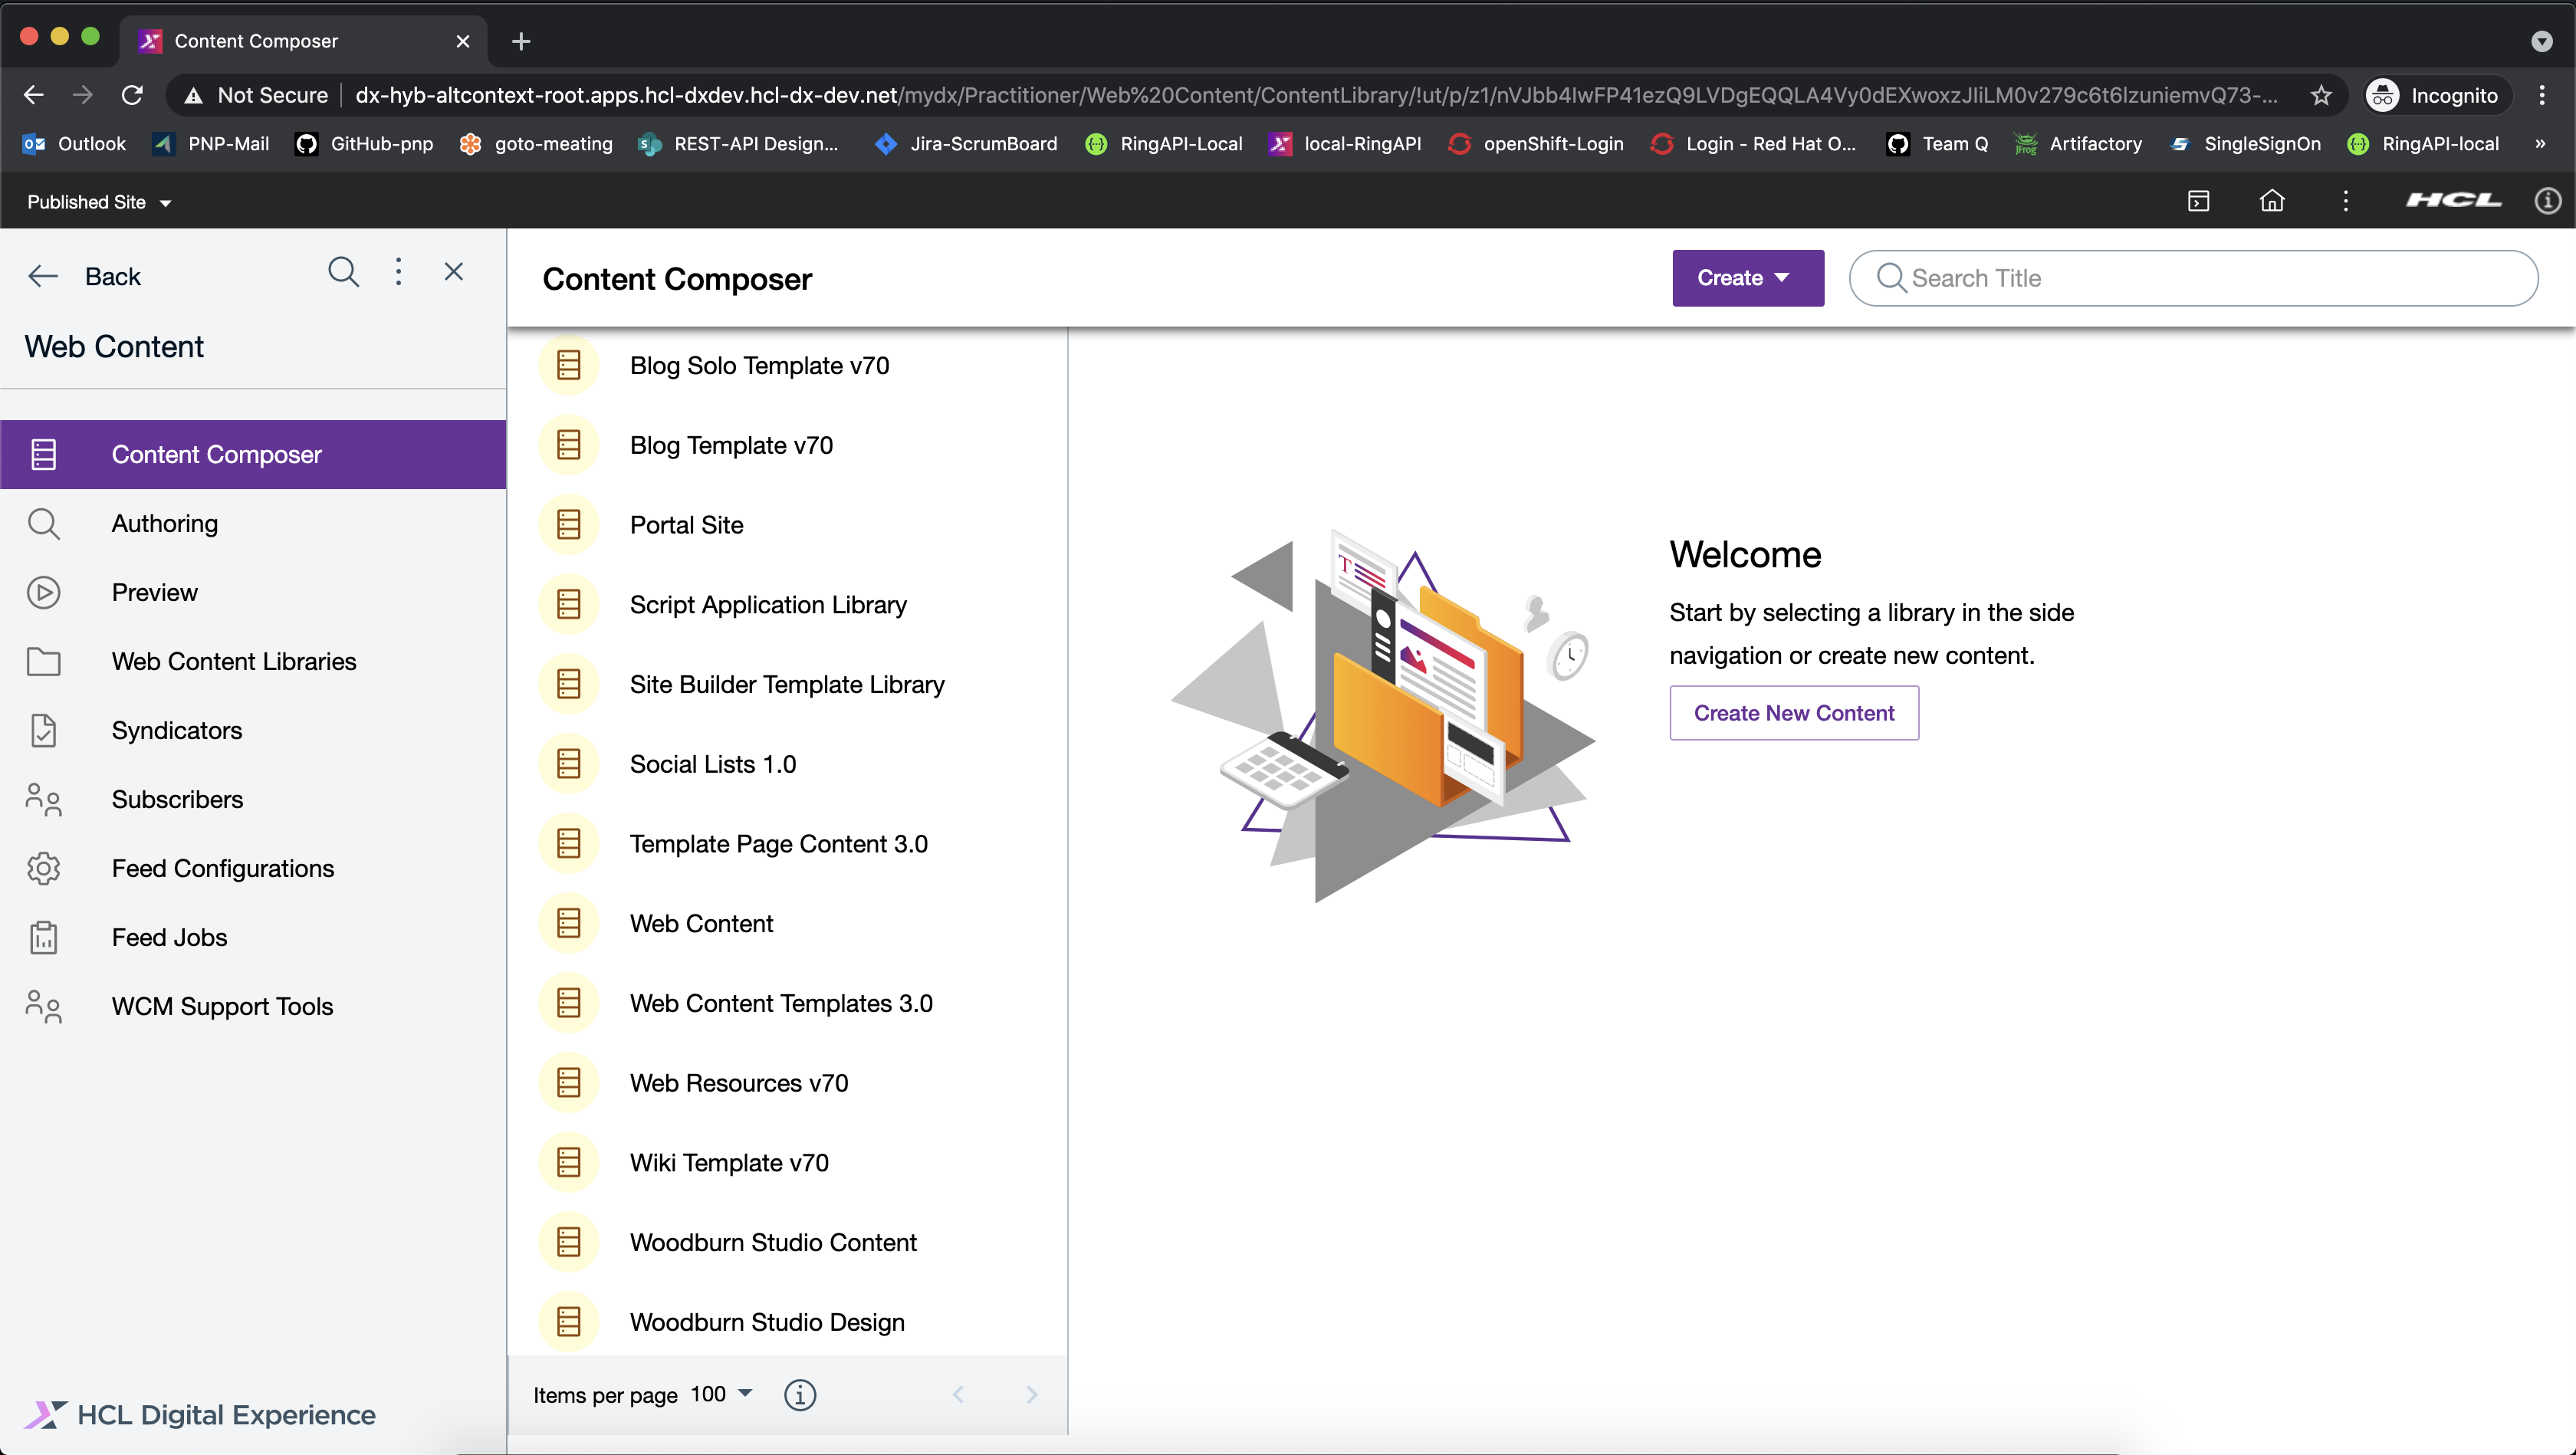 Content Composer
Not Secure dx-hyb-altcontext-root.apps.hcl-dxdev.hcl-dx-dev.net/mydx/Practitioner/Web%20Content/ContentLibrary/!ut/p/z1/nVJbb4IwFP41ezQ9LVDgEQQLA4Vy0dEXwoxzJIiLM0v279c6t6lzuniemvQ73-... Incognito
Outlook PNP-Mail GitHub-pnp goto-meating REST-API Design... Jira-ScrumBoard RingAPI-Local local-RingAPI openShift-Login Login - Red Hat O... Team Q Artifactory SingleSignOn RingAPI-local »
Published Site HCL
Back
Web Content
Content Composer
Authoring
Preview
Web Content Libraries
Syndicators
Subscribers
Feed Configurations
Feed Jobs
WCM Support Tools
HCL Digital Experience
Content Composer Create Search Title
Blog Solo Template v70
Blog Template v70
Portal Site
Script Application Library
Site Builder Template Library
Social Lists 1.0
Template Page Content 3.0
Web Content
Web Content Templates 3.0
Web Resources v70
Wiki Template v70
Woodburn Studio Content
Woodburn Studio Design
Items per page 100
T
Welcome
Start by selecting a library in the side
navigation or create new content.
Create New Content